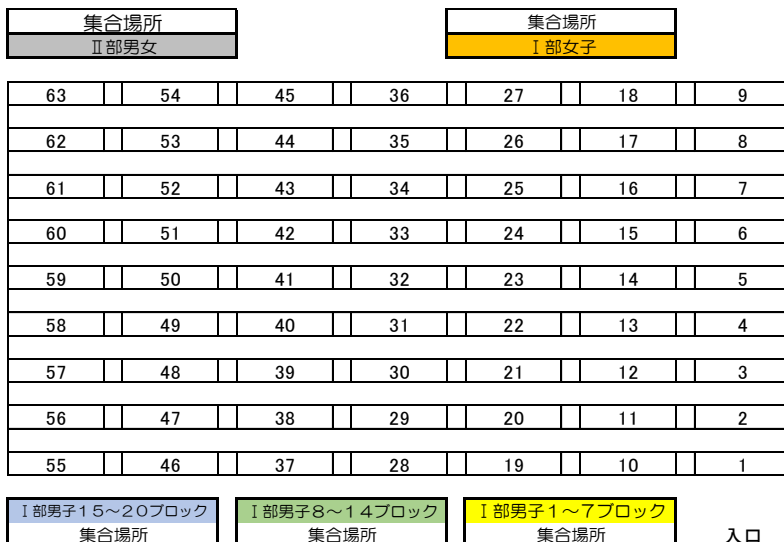 集合場所 集合場所
Ⅱ部男女 Ⅰ部女子
63 54 45 36 27 18 9
62 53 44 35 26 17 8
61 52 43 34 25 16 7
60 51 42 33 24 15 6
59 50 41 32 23 14 5
58 49 40 31 22 13 4
57 48 39 30 21 12 3
56 47 38 29 20 11 2
55 46 37 28 19 10 1
Ⅰ部男子15～20ブロック Ⅰ部男子8～14ブロック Ⅰ部男子1～7ブロック
集合場所 集合場所 集合場所 入口